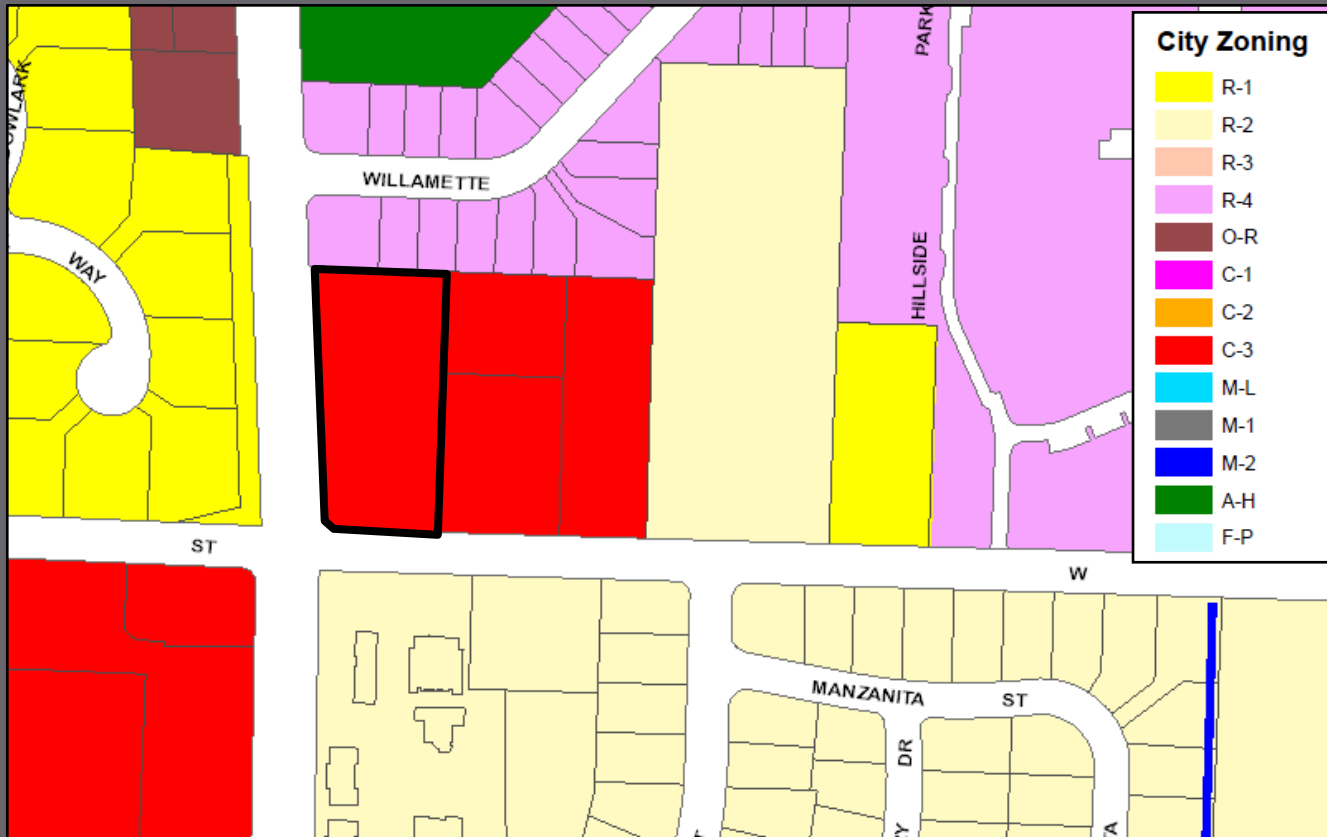 City Zoning
R-1
R-2
R-3
R-4
O-R
C-1
C-2
C-3
M-L
M-1
M-2
A-H
F-P
PARK
OWLARK
WILLAMETTE
WAY
HILLSIDE
ST
W
MANZANITA ST
DR